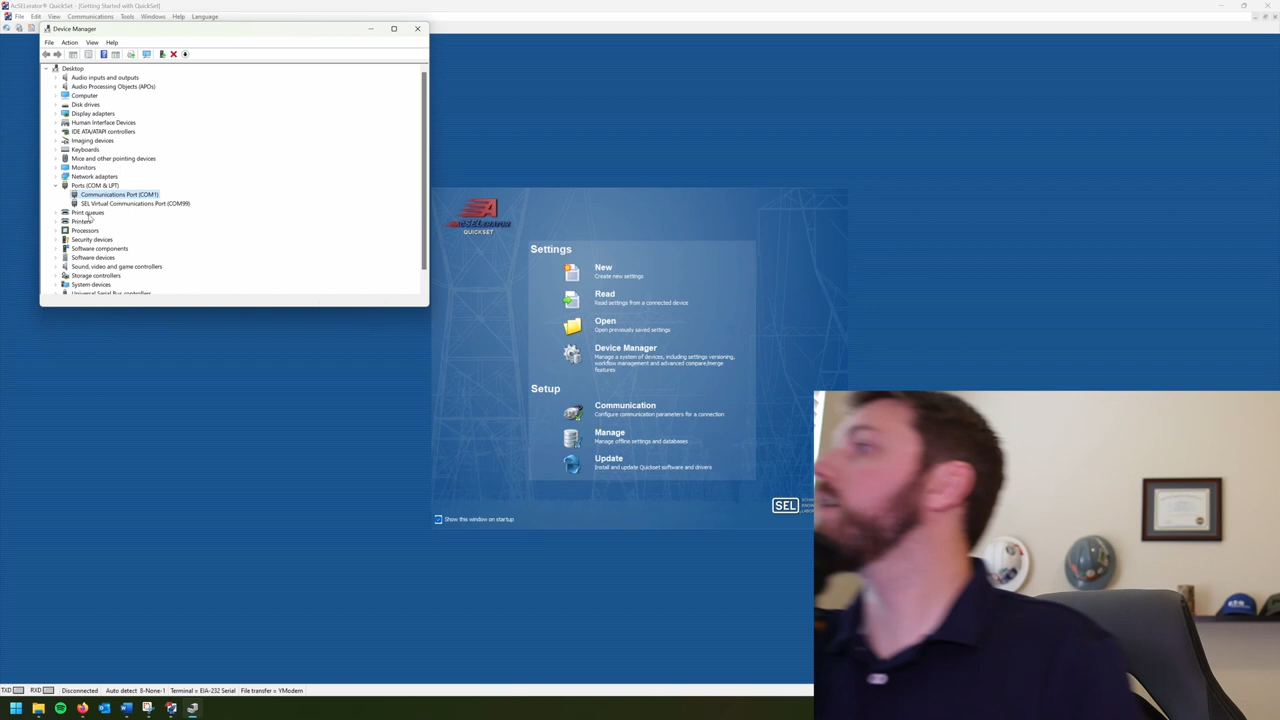 AcSELerator® QuickSet - [Getting Started with QuickSet]
File Edit View Communications Tools Windows Help Language
Device Manager
File Action View Help
Desktop
Audio inputs and outputs
Audio Processing Objects (APOs)
Computer
Disk drives
Display adapters
Human Interface Devices
IDE ATA/ATAPI controllers
Imaging devices
Keyboards
Mice and other pointing devices
Monitors
Network adapters
Ports (COM & LPT)
Communications Port (COM1)
SEL Virtual Communications Port (COM99)
Print queues
Printers
Processors
Security devices
Software components
Software devices
Sound, video and game controllers
Storage controllers
System devices
Universal Serial Bus controllers
ACSELERATOR
QUICKSET
Settings
New
Create new settings
Read
Read settings from a connected device
Open
Open previously saved settings
Device Manager
Manage a system of devices, including settings versioning,
workflow management and advanced compare/merge
features
Setup
Communication
Configure communication parameters for a connection
Manage
Manage offline settings and databases
Update
Install and update Quickset software and drivers
SEL
Show this window on startup
TXD RXD Disconnected Auto detect 8-None-1 Terminal = EIA-232 Serial File transfer = YModem